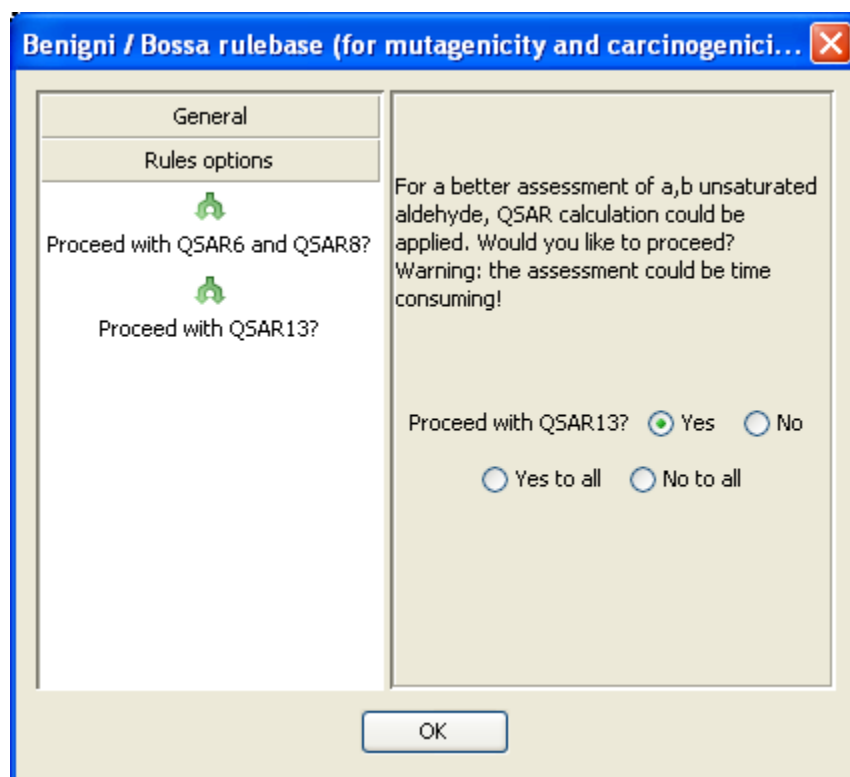 Benigni / Bossa rulebase (for mutagenicity and carcinogenici...
General
Rules options
Proceed with QSAR6 and QSAR8?
Proceed with QSAR13?
For a better assessment of a,b unsaturated
aldehyde, QSAR calculation could be
applied. Would you like to proceed?
Warning: the assessment could be time
consuming!
Proceed with QSAR13? Yes No
Yes to all No to all
OK